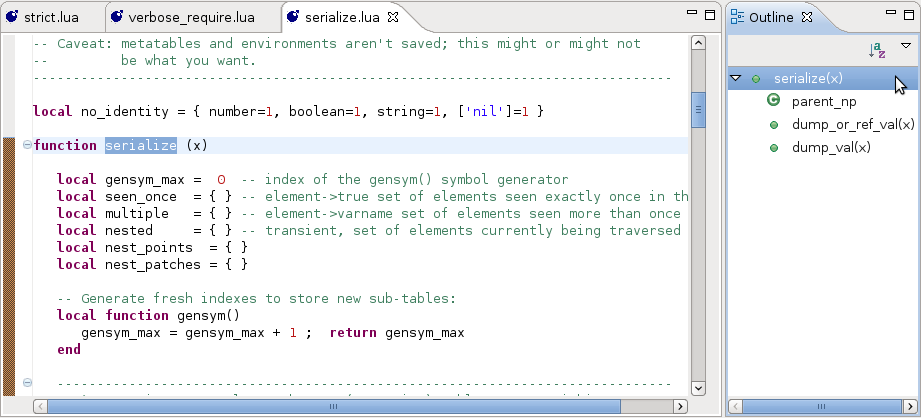 strict.lua verbose_require.lua serialize.lua
-- Caveat: metatables and environments aren't saved; this might or might not
--         be what you want.
--------------------------------------------------------------------------------
local no_identity = { number=1, boolean=1, string=1, ['nil']=1 }
function serialize (x)
local gensym_max =  0  -- index of the gensym() symbol generator
local seen_once  = { } -- element->true set of elements seen exactly once in th
local multiple   = { } -- element->varname set of elements seen more than once
local nested     = { } -- transient, set of elements currently being traversed
local nest_points  = { }
local nest_patches = { }
-- Generate fresh indexes to store new sub-tables:
local function gensym()
gensym_max = gensym_max + 1 ;  return gensym_max
end
-----------------------------------------------------------------------------
Outline
serialize(x)
parent_np
dump_or_ref_val(x)
dump_val(x)